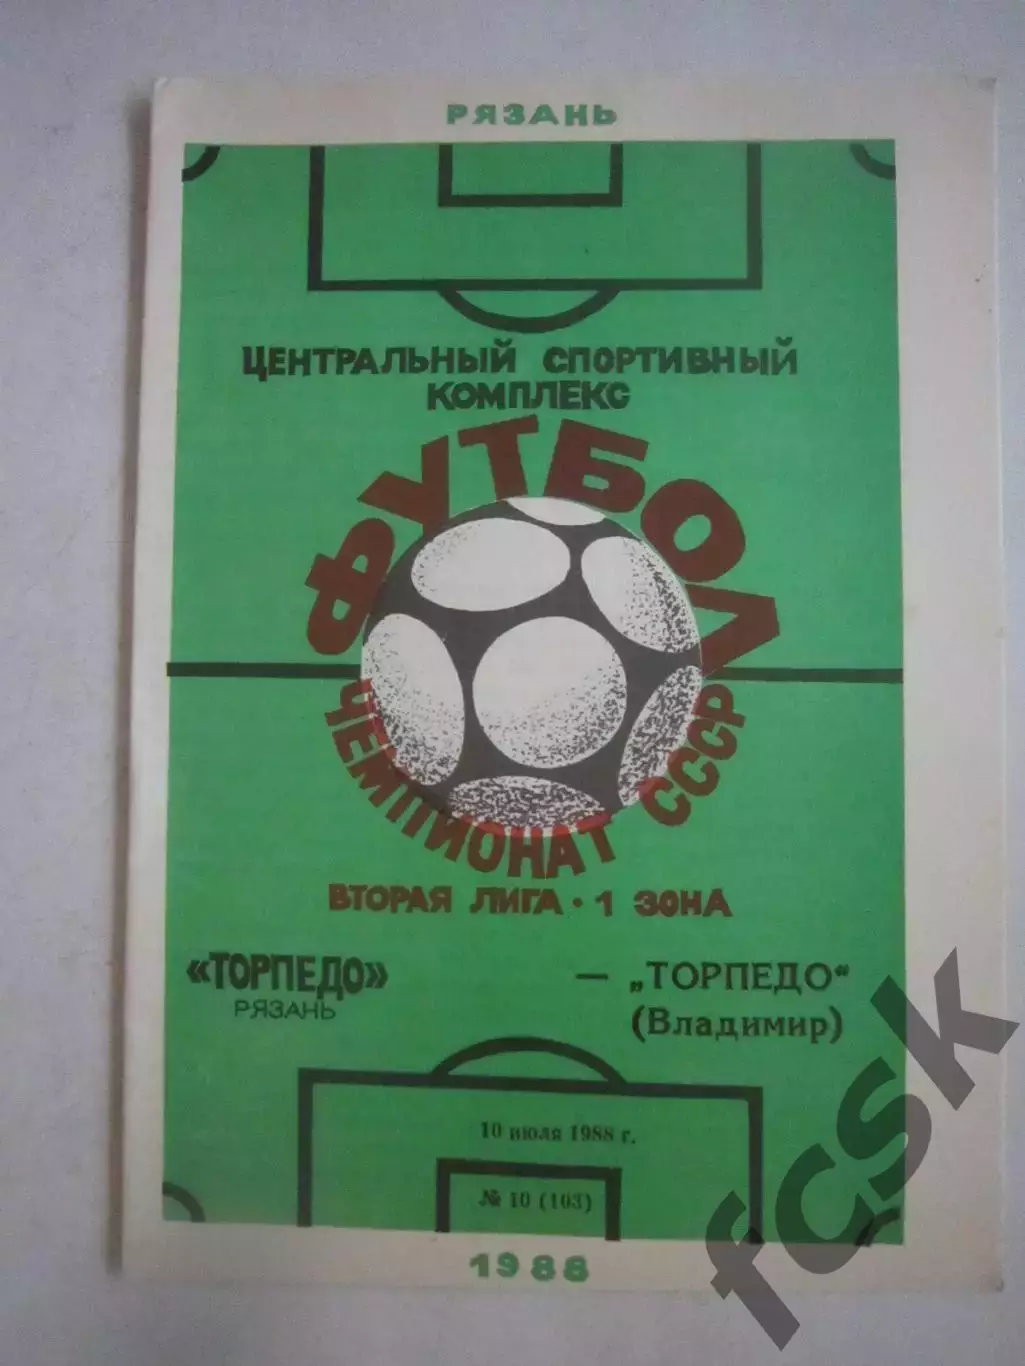 РЯЗАНЬ
ЦЕНТРАЛЬНЫЙ СПОРТИВНЫЙ
КОМПЛЕКС
ФУТБОЛ
ЧЕМПИОНАТ СССР
ВТОРАЯ ЛИГА · 1 ЗОНА
«ТОРПЕДО» — „ТОРПЕДО“
РЯЗАНЬ (Владимир)
10 июля 1988 г.
№ 10 (103)
1988
fcsk